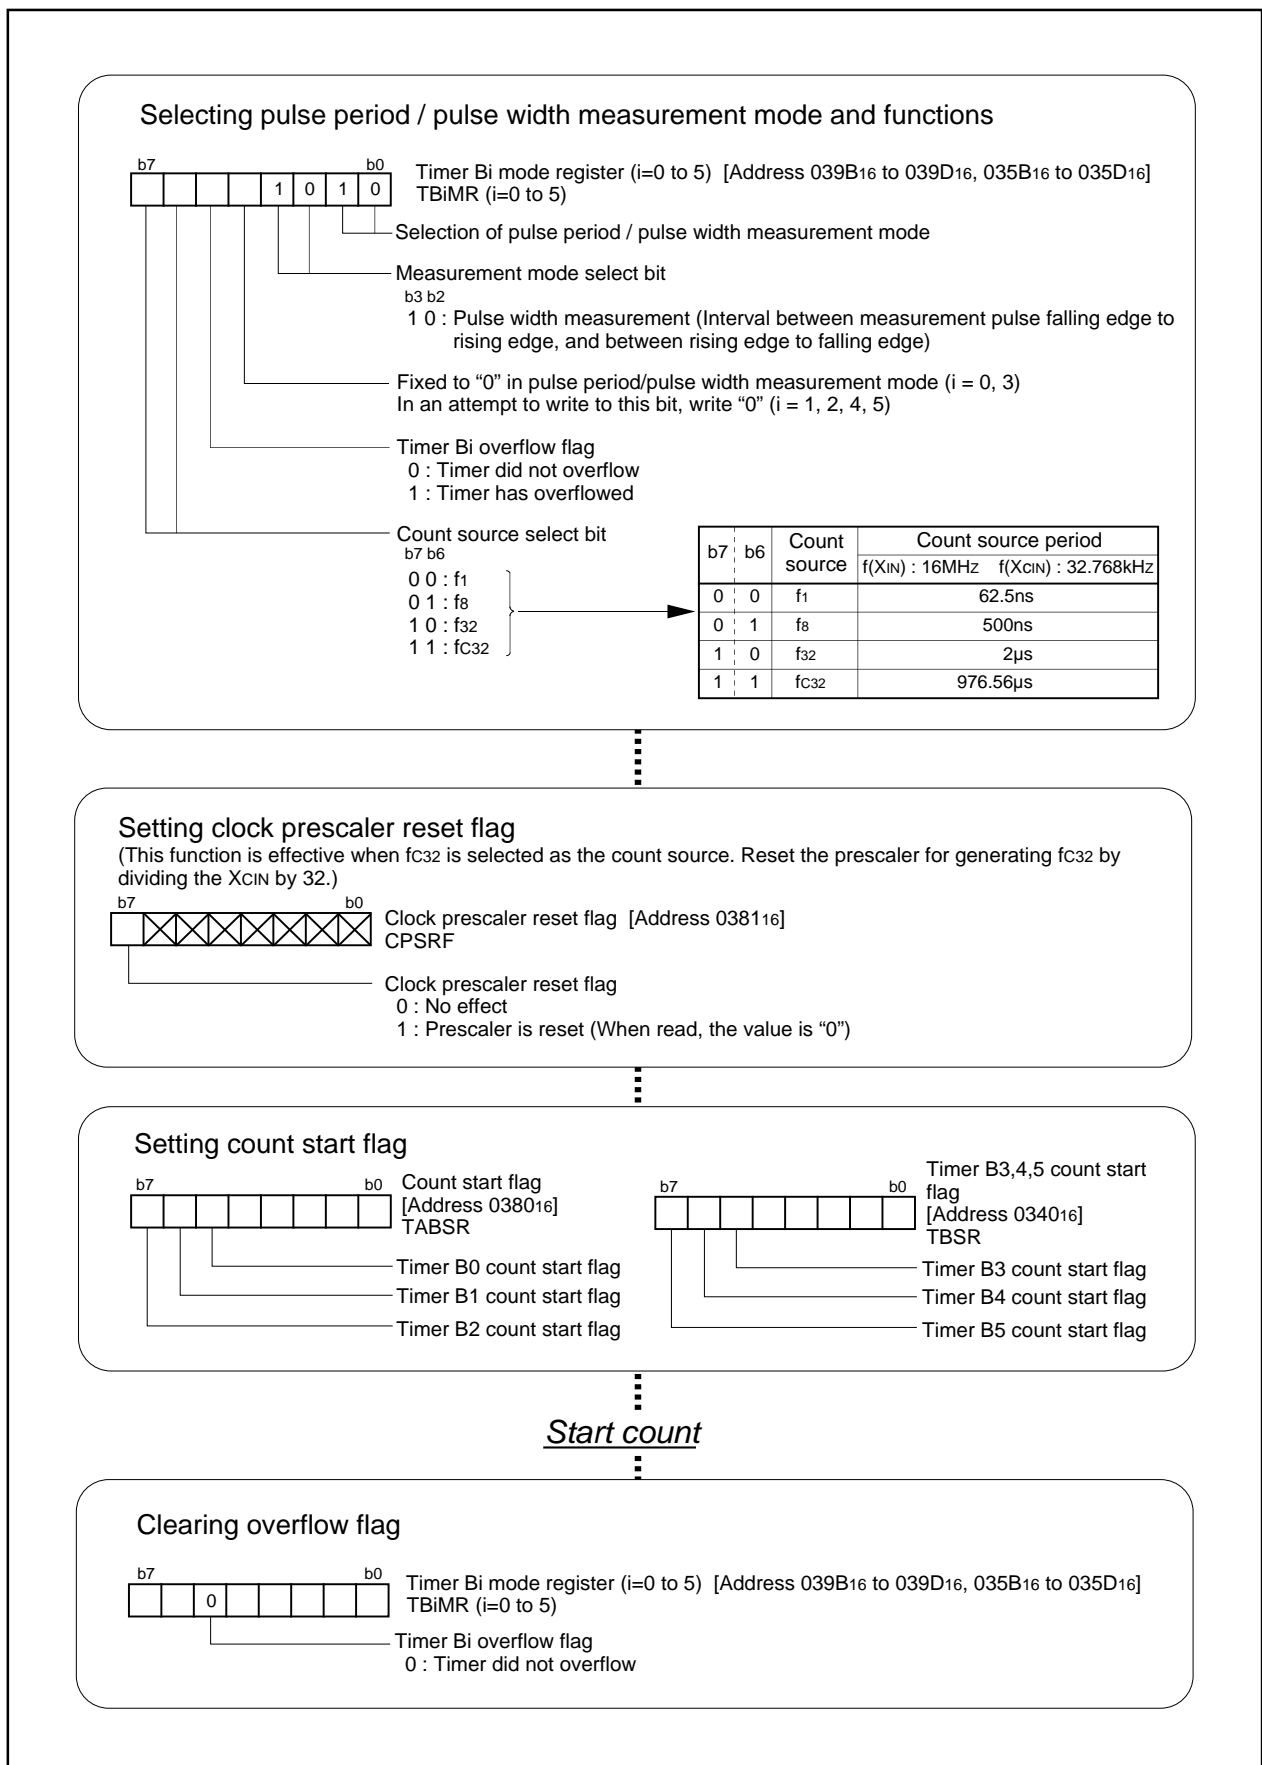 Selecting pulse period / pulse width measurement mode and functions
b7 b0
1 0 1 0
Timer Bi mode register (i=0 to 5) [Address 039B16 to 039D16, 035B16 to 035D16]
TBiMR (i=0 to 5)
Selection of pulse period / pulse width measurement mode
Measurement mode select bit
b3 b2
1 0 : Pulse width measurement (Interval between measurement pulse falling edge to
rising edge, and between rising edge to falling edge)
Fixed to “0” in pulse period/pulse width measurement mode (i = 0, 3)
In an attempt to write to this bit, write “0” (i = 1, 2, 4, 5)
Timer Bi overflow flag
0 : Timer did not overflow
1 : Timer has overflowed
Count source select bit
b7 b6
0 0 : f1
0 1 : f8
1 0 : f32
1 1 : fC32
b7 b6 Count source Count source period
f(XIN) : 16MHZ f(XCIN) : 32.768kHZ
0 0 f1 62.5ns
0 1 f8 500ns
1 0 f32 2µs
1 1 fC32 976.56µs
Setting clock prescaler reset flag
(This function is effective when fC32 is selected as the count source. Reset the prescaler for generating fC32 by
dividing the XCIN by 32.)
b7 b0
Clock prescaler reset flag [Address 038116]
CPSRF
Clock prescaler reset flag
0 : No effect
1 : Prescaler is reset (When read, the value is “0”)
Setting count start flag
b7 b0
Count start flag
[Address 038016]
TABSR
Timer B0 count start flag
Timer B1 count start flag
Timer B2 count start flag
b7 b0
Timer B3,4,5 count start
flag
[Address 034016]
TBSR
Timer B3 count start flag
Timer B4 count start flag
Timer B5 count start flag
Start count
Clearing overflow flag
b7 b0
0
Timer Bi mode register (i=0 to 5) [Address 039B16 to 039D16, 035B16 to 035D16]
TBiMR (i=0 to 5)
Timer Bi overflow flag
0 : Timer did not overflow